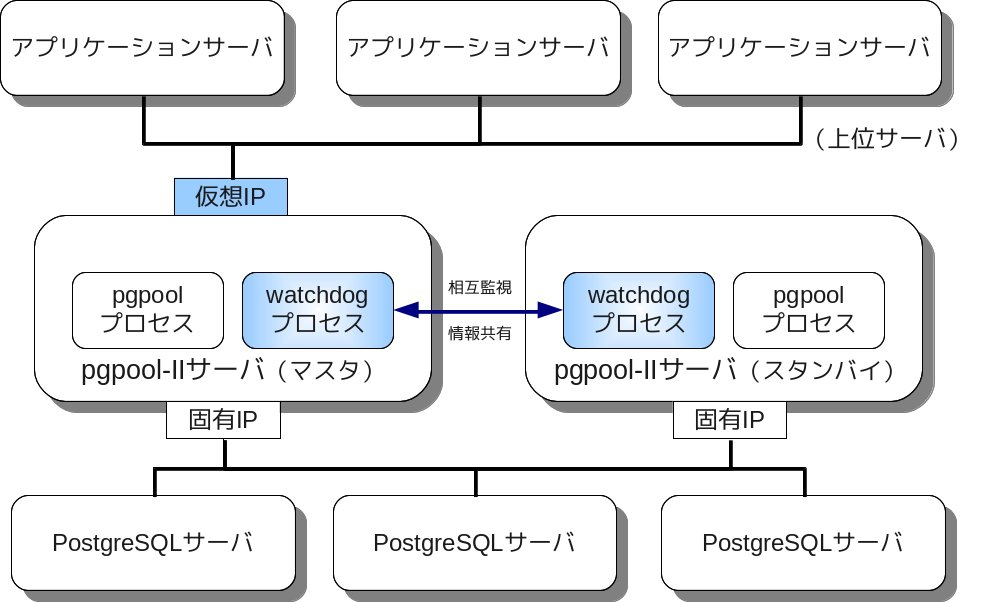 アプリケーションサーバ
アプリケーションサーバ
アプリケーションサーバ
（上位サーバ）
仮想IP
pgpool
プロセス
watchdog
プロセス
pgpool-IIサーバ（マスタ）
相互監視
情報共有
watchdog
プロセス
pgpool
プロセス
pgpool-IIサーバ（スタンバイ）
固有IP
固有IP
PostgreSQLサーバ
PostgreSQLサーバ
PostgreSQLサーバ